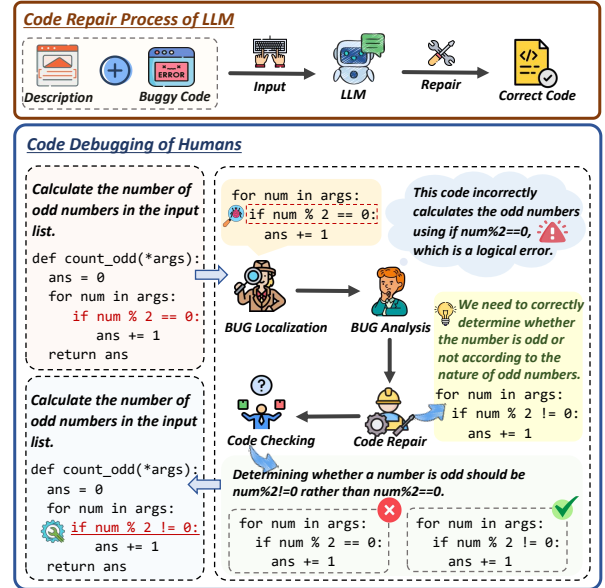 Code Repair Process of LLM
Description
Buggy Code
ERROR
Input
LLM
Repair
Correct Code
Code Debugging of Humans
Calculate the number of
odd numbers in the input
list.
def count_odd(*args):
ans = 0
for num in args:
if num % 2 == 0:
ans += 1
return ans
for num in args:
if num % 2 == 0:
ans += 1
This code incorrectly
calculates the odd numbers
using if num%2==0,
which is a logical error.
BUG Localization
BUG Analysis
We need to correctly
determine whether
the number is odd or
not according to the
nature of odd numbers.
for num in args:
if num % 2 != 0:
ans += 1
?
Code Checking
Code Repair
Calculate the number of
odd numbers in the input
list.
def count_odd(*args):
ans = 0
for num in args:
if num % 2 != 0:
ans += 1
return ans
Determining whether a number is odd should be
num%2!=0 rather than num%2==0.
for num in args:
if num % 2 == 0:
ans += 1
for num in args:
if num % 2 != 0:
ans += 1